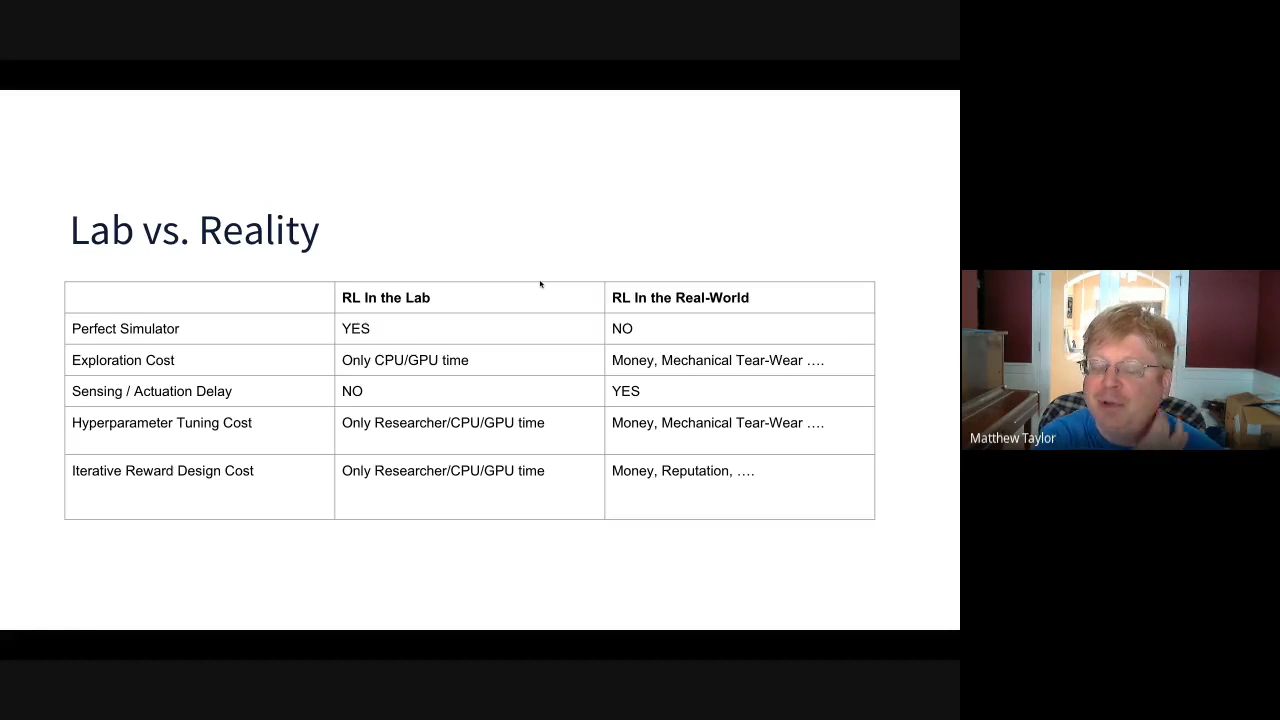 Lab vs. Reality
RL In the Lab RL In the Real-World
Perfect Simulator YES NO
Exploration Cost Only CPU/GPU time Money, Mechanical Tear-Wear ....
Sensing / Actuation Delay NO YES
Hyperparameter Tuning Cost Only Researcher/CPU/GPU time Money, Mechanical Tear-Wear ....
Iterative Reward Design Cost Only Researcher/CPU/GPU time Money, Reputation, ....
Matthew Taylor